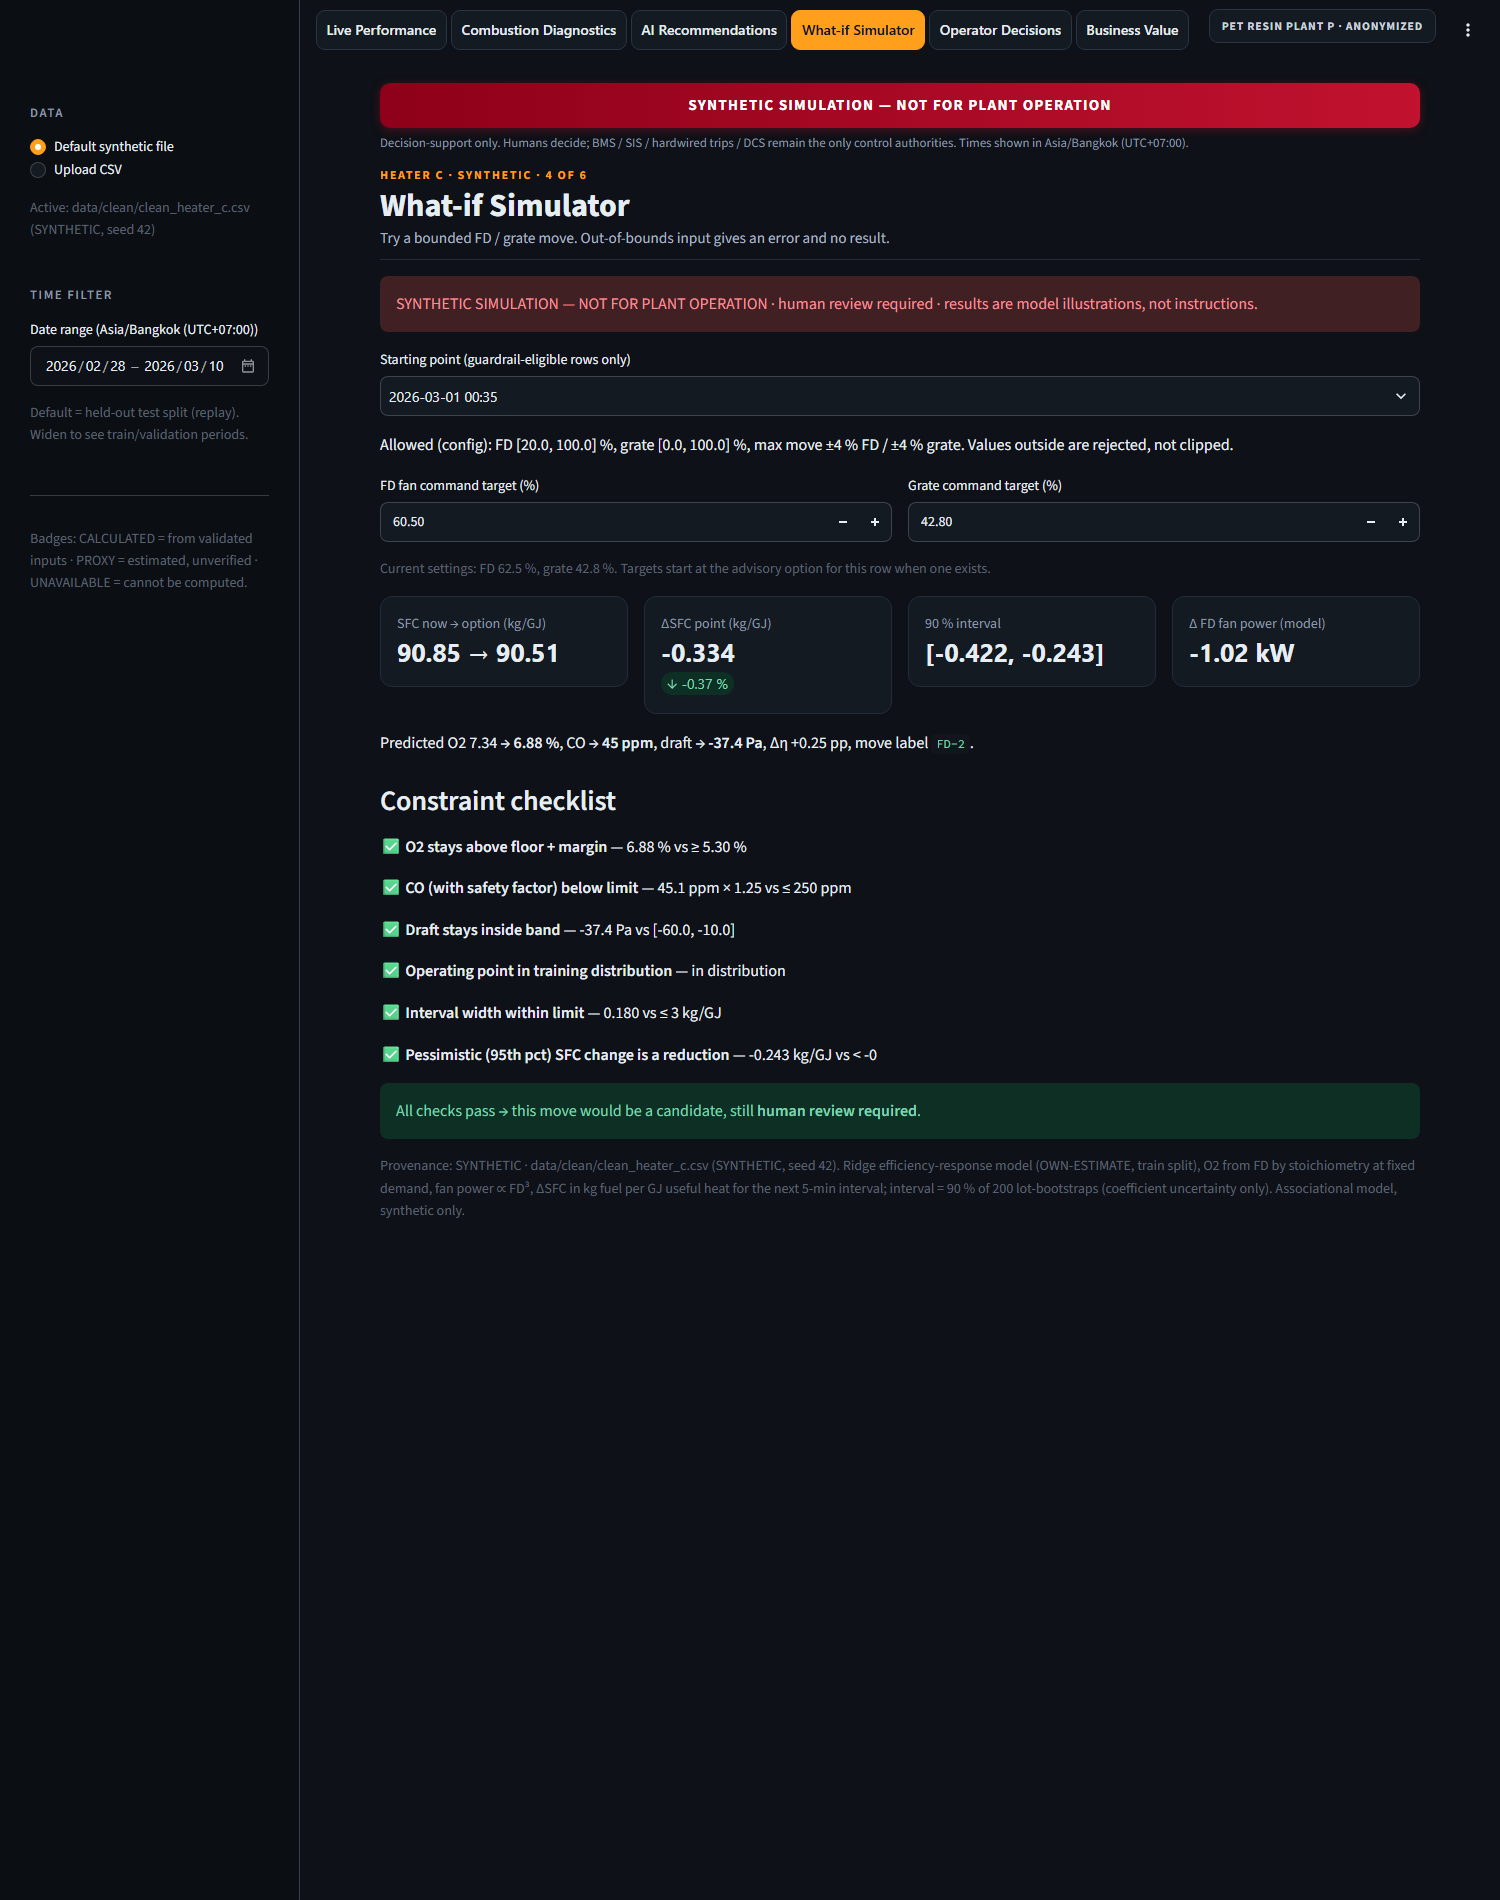 Live Performance
Combustion Diagnostics
AI Recommendations
What-if Simulator
Operator Decisions
Business Value
PET RESIN PLANT P · ANONYMIZED
DATA
Default synthetic file
Upload CSV
Active: data/clean/clean_heater_c.csv
(SYNTHETIC, seed 42)
TIME FILTER
Date range (Asia/Bangkok (UTC+07:00))
2026/02/28 – 2026/03/10
Default = held-out test split (replay).
Widen to see train/validation periods.
Badges: CALCULATED = from validated
inputs · PROXY = estimated, unverified ·
UNAVAILABLE = cannot be computed.
SYNTHETIC SIMULATION — NOT FOR PLANT OPERATION
Decision-support only. Humans decide; BMS / SIS / hardwired trips / DCS remain the only control authorities. Times shown in Asia/Bangkok (UTC+07:00).
HEATER C · SYNTHETIC · 4 OF 6
What-if Simulator
Try a bounded FD / grate move. Out-of-bounds input gives an error and no result.
SYNTHETIC SIMULATION — NOT FOR PLANT OPERATION · human review required · results are model illustrations, not instructions.
Starting point (guardrail-eligible rows only)
2026-03-01 00:35
Allowed (config): FD [20.0, 100.0] %, grate [0.0, 100.0] %, max move ±4 % FD / ±4 % grate. Values outside are rejected, not clipped.
FD fan command target (%)
60.50
Grate command target (%)
42.80
Current settings: FD 62.5 %, grate 42.8 %. Targets start at the advisory option for this row when one exists.
SFC now → option (kg/GJ)
90.85 → 90.51
ΔSFC point (kg/GJ)
-0.334
↓ -0.37 %
90 % interval
[-0.422, -0.243]
Δ FD fan power (model)
-1.02 kW
Predicted O2 7.34 → 6.88 %, CO → 45 ppm, draft → -37.4 Pa, Δη +0.25 pp, move label FD-2 .
Constraint checklist
✅ O2 stays above floor + margin — 6.88 % vs ≥ 5.30 %
✅ CO (with safety factor) below limit — 45.1 ppm × 1.25 vs ≤ 250 ppm
✅ Draft stays inside band — -37.4 Pa vs [-60.0, -10.0]
✅ Operating point in training distribution — in distribution
✅ Interval width within limit — 0.180 vs ≤ 3 kg/GJ
✅ Pessimistic (95th pct) SFC change is a reduction — -0.243 kg/GJ vs < -0
All checks pass → this move would be a candidate, still human review required.
Provenance: SYNTHETIC · data/clean/clean_heater_c.csv (SYNTHETIC, seed 42). Ridge efficiency-response model (OWN-ESTIMATE, train split), O2 from FD by stoichiometry at fixed
demand, fan power ∝ FD³, ΔSFC in kg fuel per GJ useful heat for the next 5-min interval; interval = 90 % of 200 lot-bootstraps (coefficient uncertainty only). Associational model,
synthetic only.